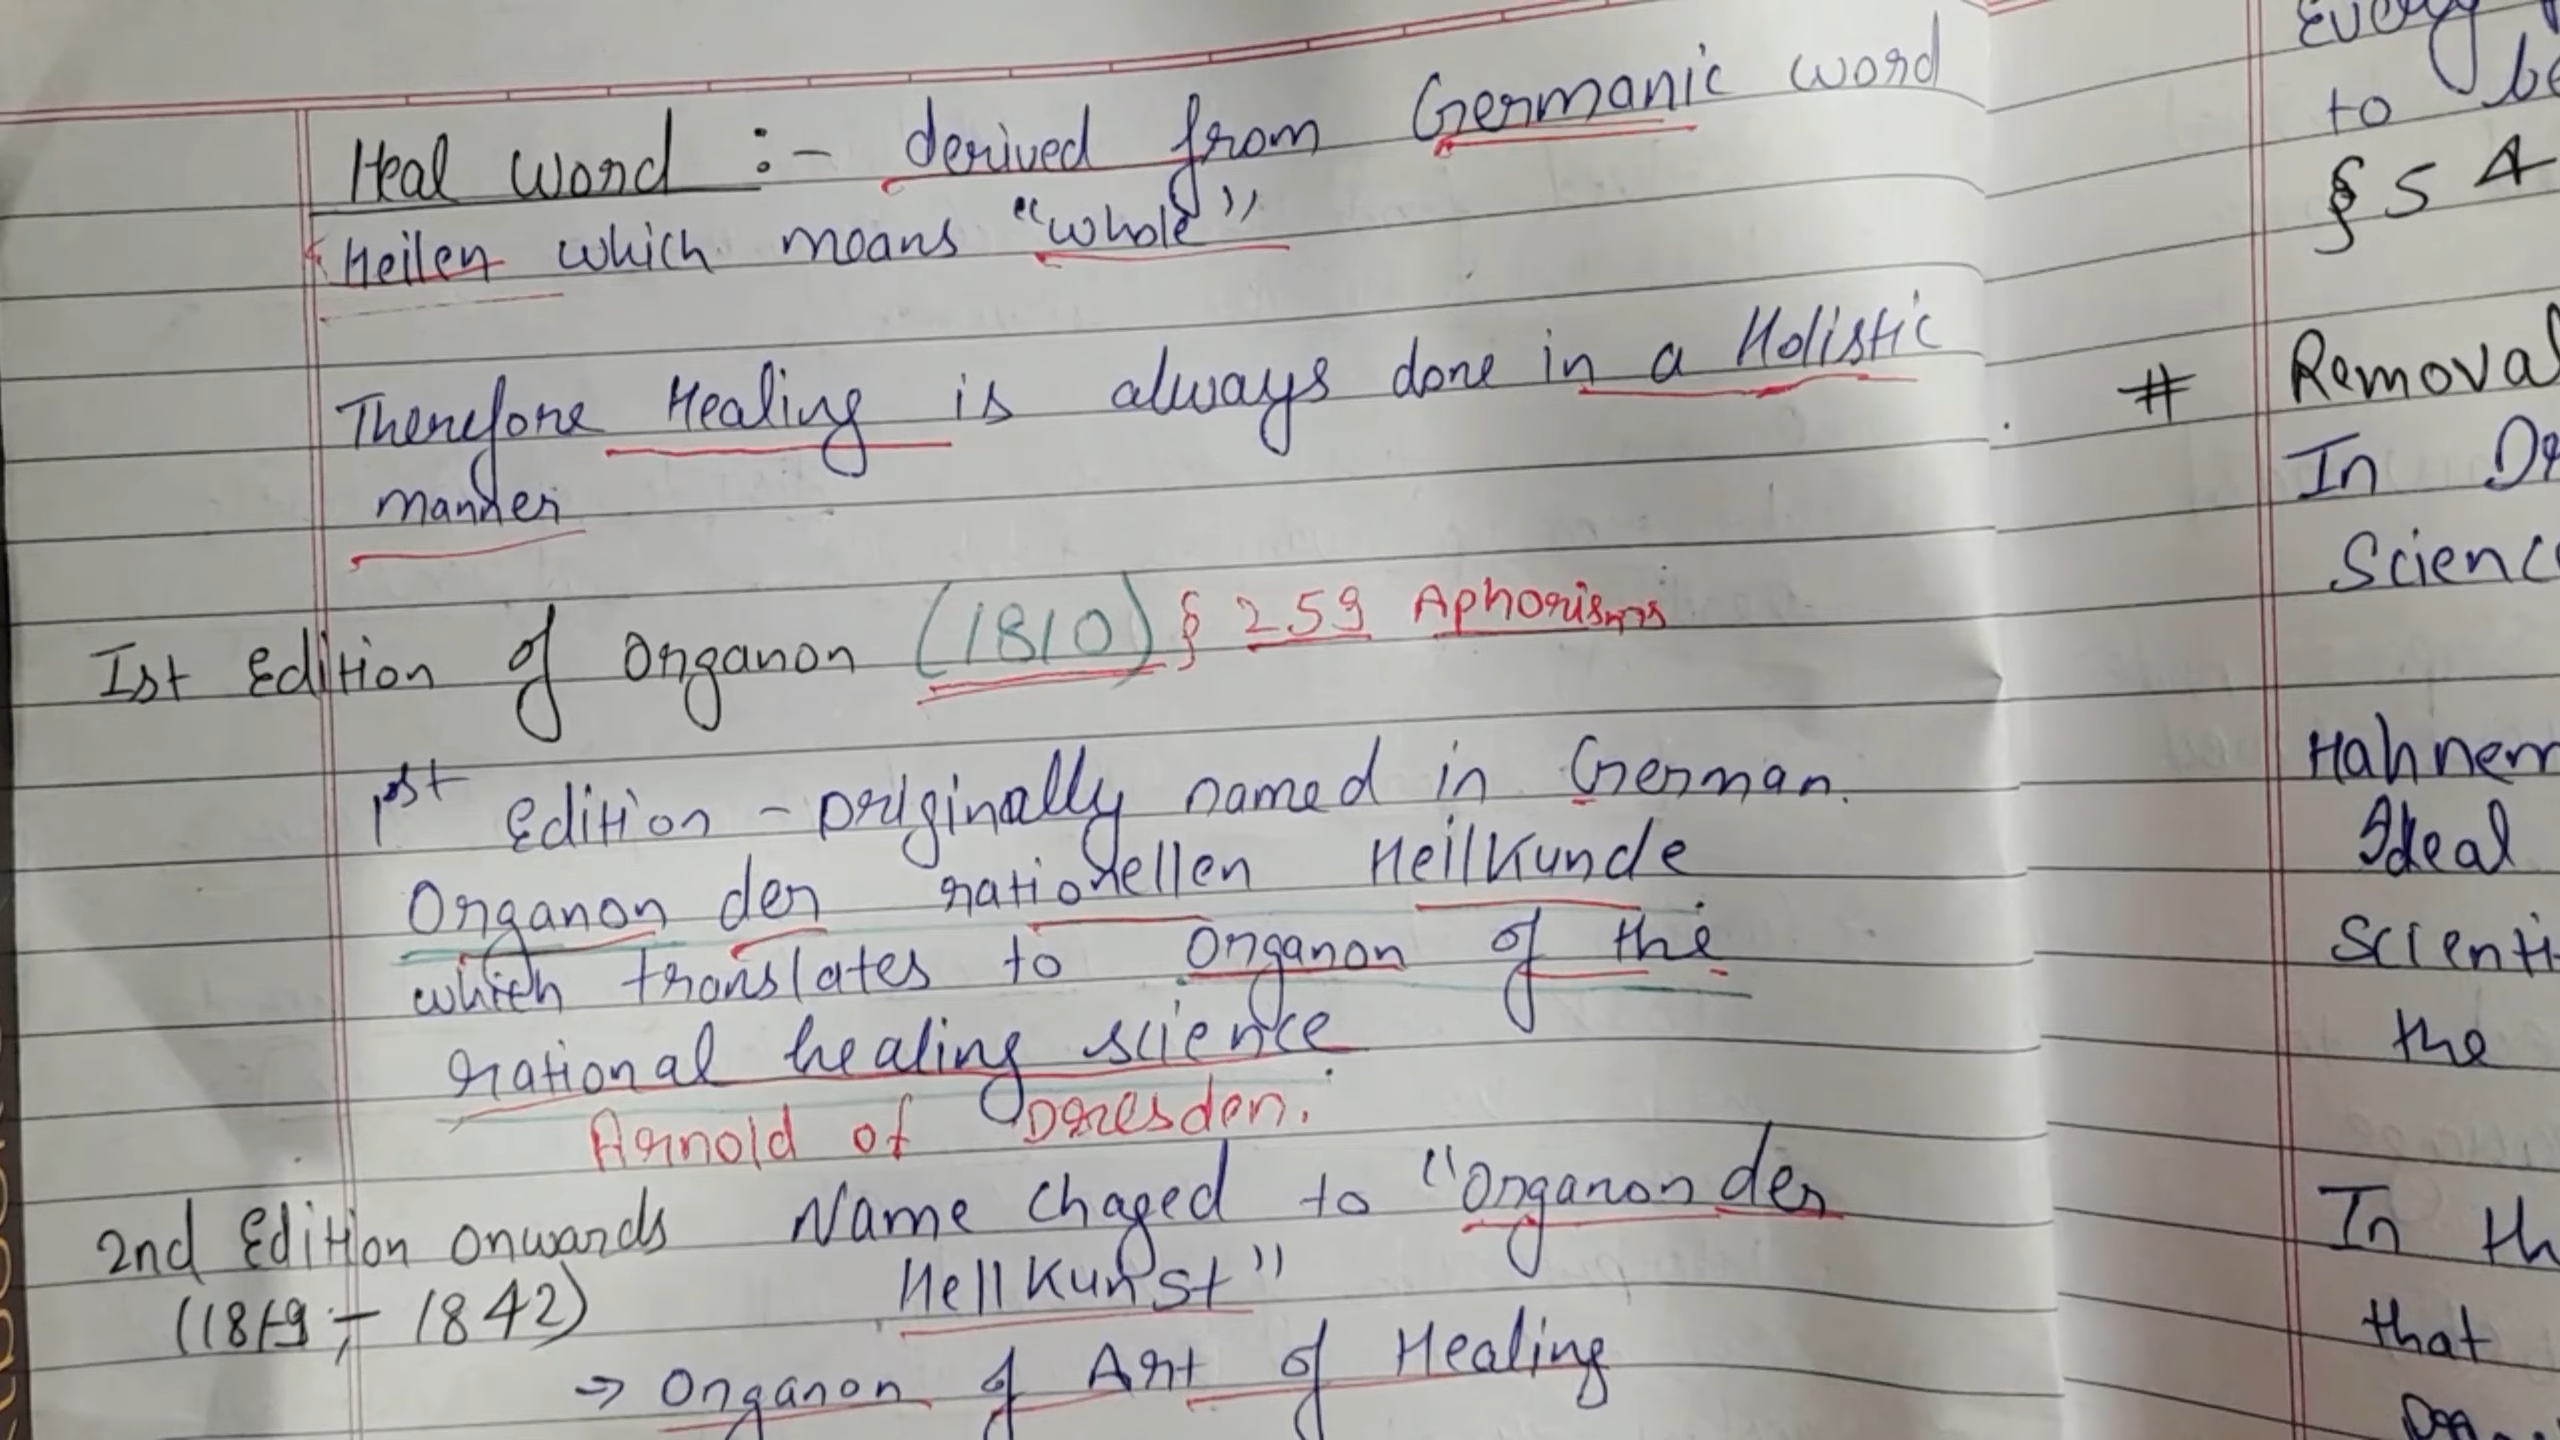 Heal Word :- derived from Germanic word
Heilen which means "whole"
Therefore Healing is always done in a Holistic
manner
Ist Edition of Organon (1810) § 259 Aphorisms
1st Edition - originally named in German.
Organon der rationellen Heilkunde
which translates to Organon of the
rational healing science
Arnold of Dresden.
2nd Edition onwards Name Chaged to "Organon der
(1819 - 1842) Hellkunst"
⇒ Organon of Art of Healing
to be
§ 5 4
# Removal
In
Scienc
Hahnem
Ideal
Scienti
the
In th
that